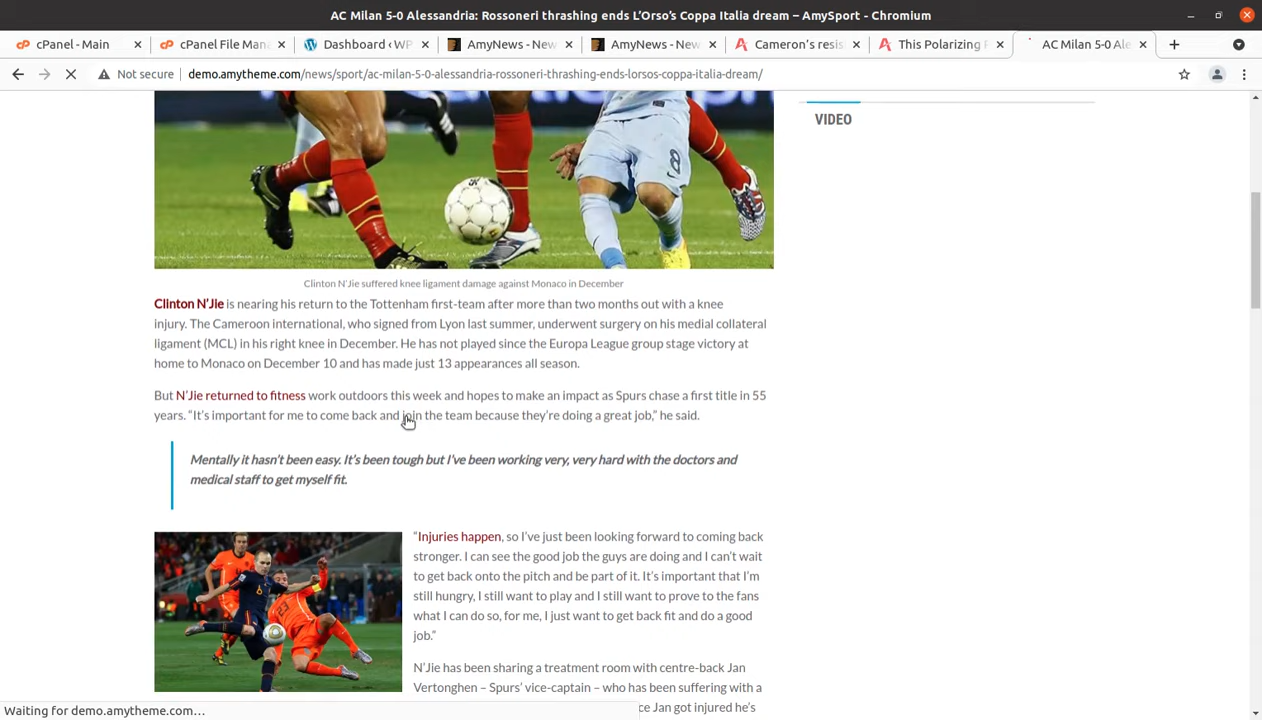 AC Milan 5-0 Alessandria: Rossoneri thrashing ends L'Orso's Coppa Italia dream – AmySport - Chromium
cPanel - Main
cPanel File Man
Dashboard ‹ WP
AmyNews – New
AmyNews – New
Cameron's resis
This Polarizing P
AC Milan 5-0 Ale
Not secure
demo.amytheme.com/news/sport/ac-milan-5-0-alessandria-rossoneri-thrashing-ends-lorsos-coppa-italia-dream/
VIDEO
8
Clinton N'Jie suffered knee ligament damage against Monaco in December
Clinton N'Jie is nearing his return to the Tottenham first-team after more than two months out with a knee
injury. The Cameroon international, who signed from Lyon last summer, underwent surgery on his medial collateral
ligament (MCL) in his right knee in December. He has not played since the Europa League group stage victory at
home to Monaco on December 10 and has made just 13 appearances all season.
But N'Jie returned to fitness work outdoors this week and hopes to make an impact as Spurs chase a first title in 55
years. "It's important for me to come back and join the team because they're doing a great job," he said.
Mentally it hasn't been easy. It's been tough but I've been working very, very hard with the doctors and
medical staff to get myself fit.
"Injuries happen, so I've just been looking forward to coming back
stronger. I can see the good job the guys are doing and I can't wait
to get back onto the pitch and be part of it. It's important that I'm
still hungry, I still want to play and I still want to prove to the fans
what I can do so, for me, I just want to get back fit and do a good
job."
6
23
N'Jie has been sharing a treatment room with centre-back Jan
Vertonghen – Spurs' vice-captain – who has been suffering with a
ce Jan got injured he's
Waiting for demo.amytheme.com…